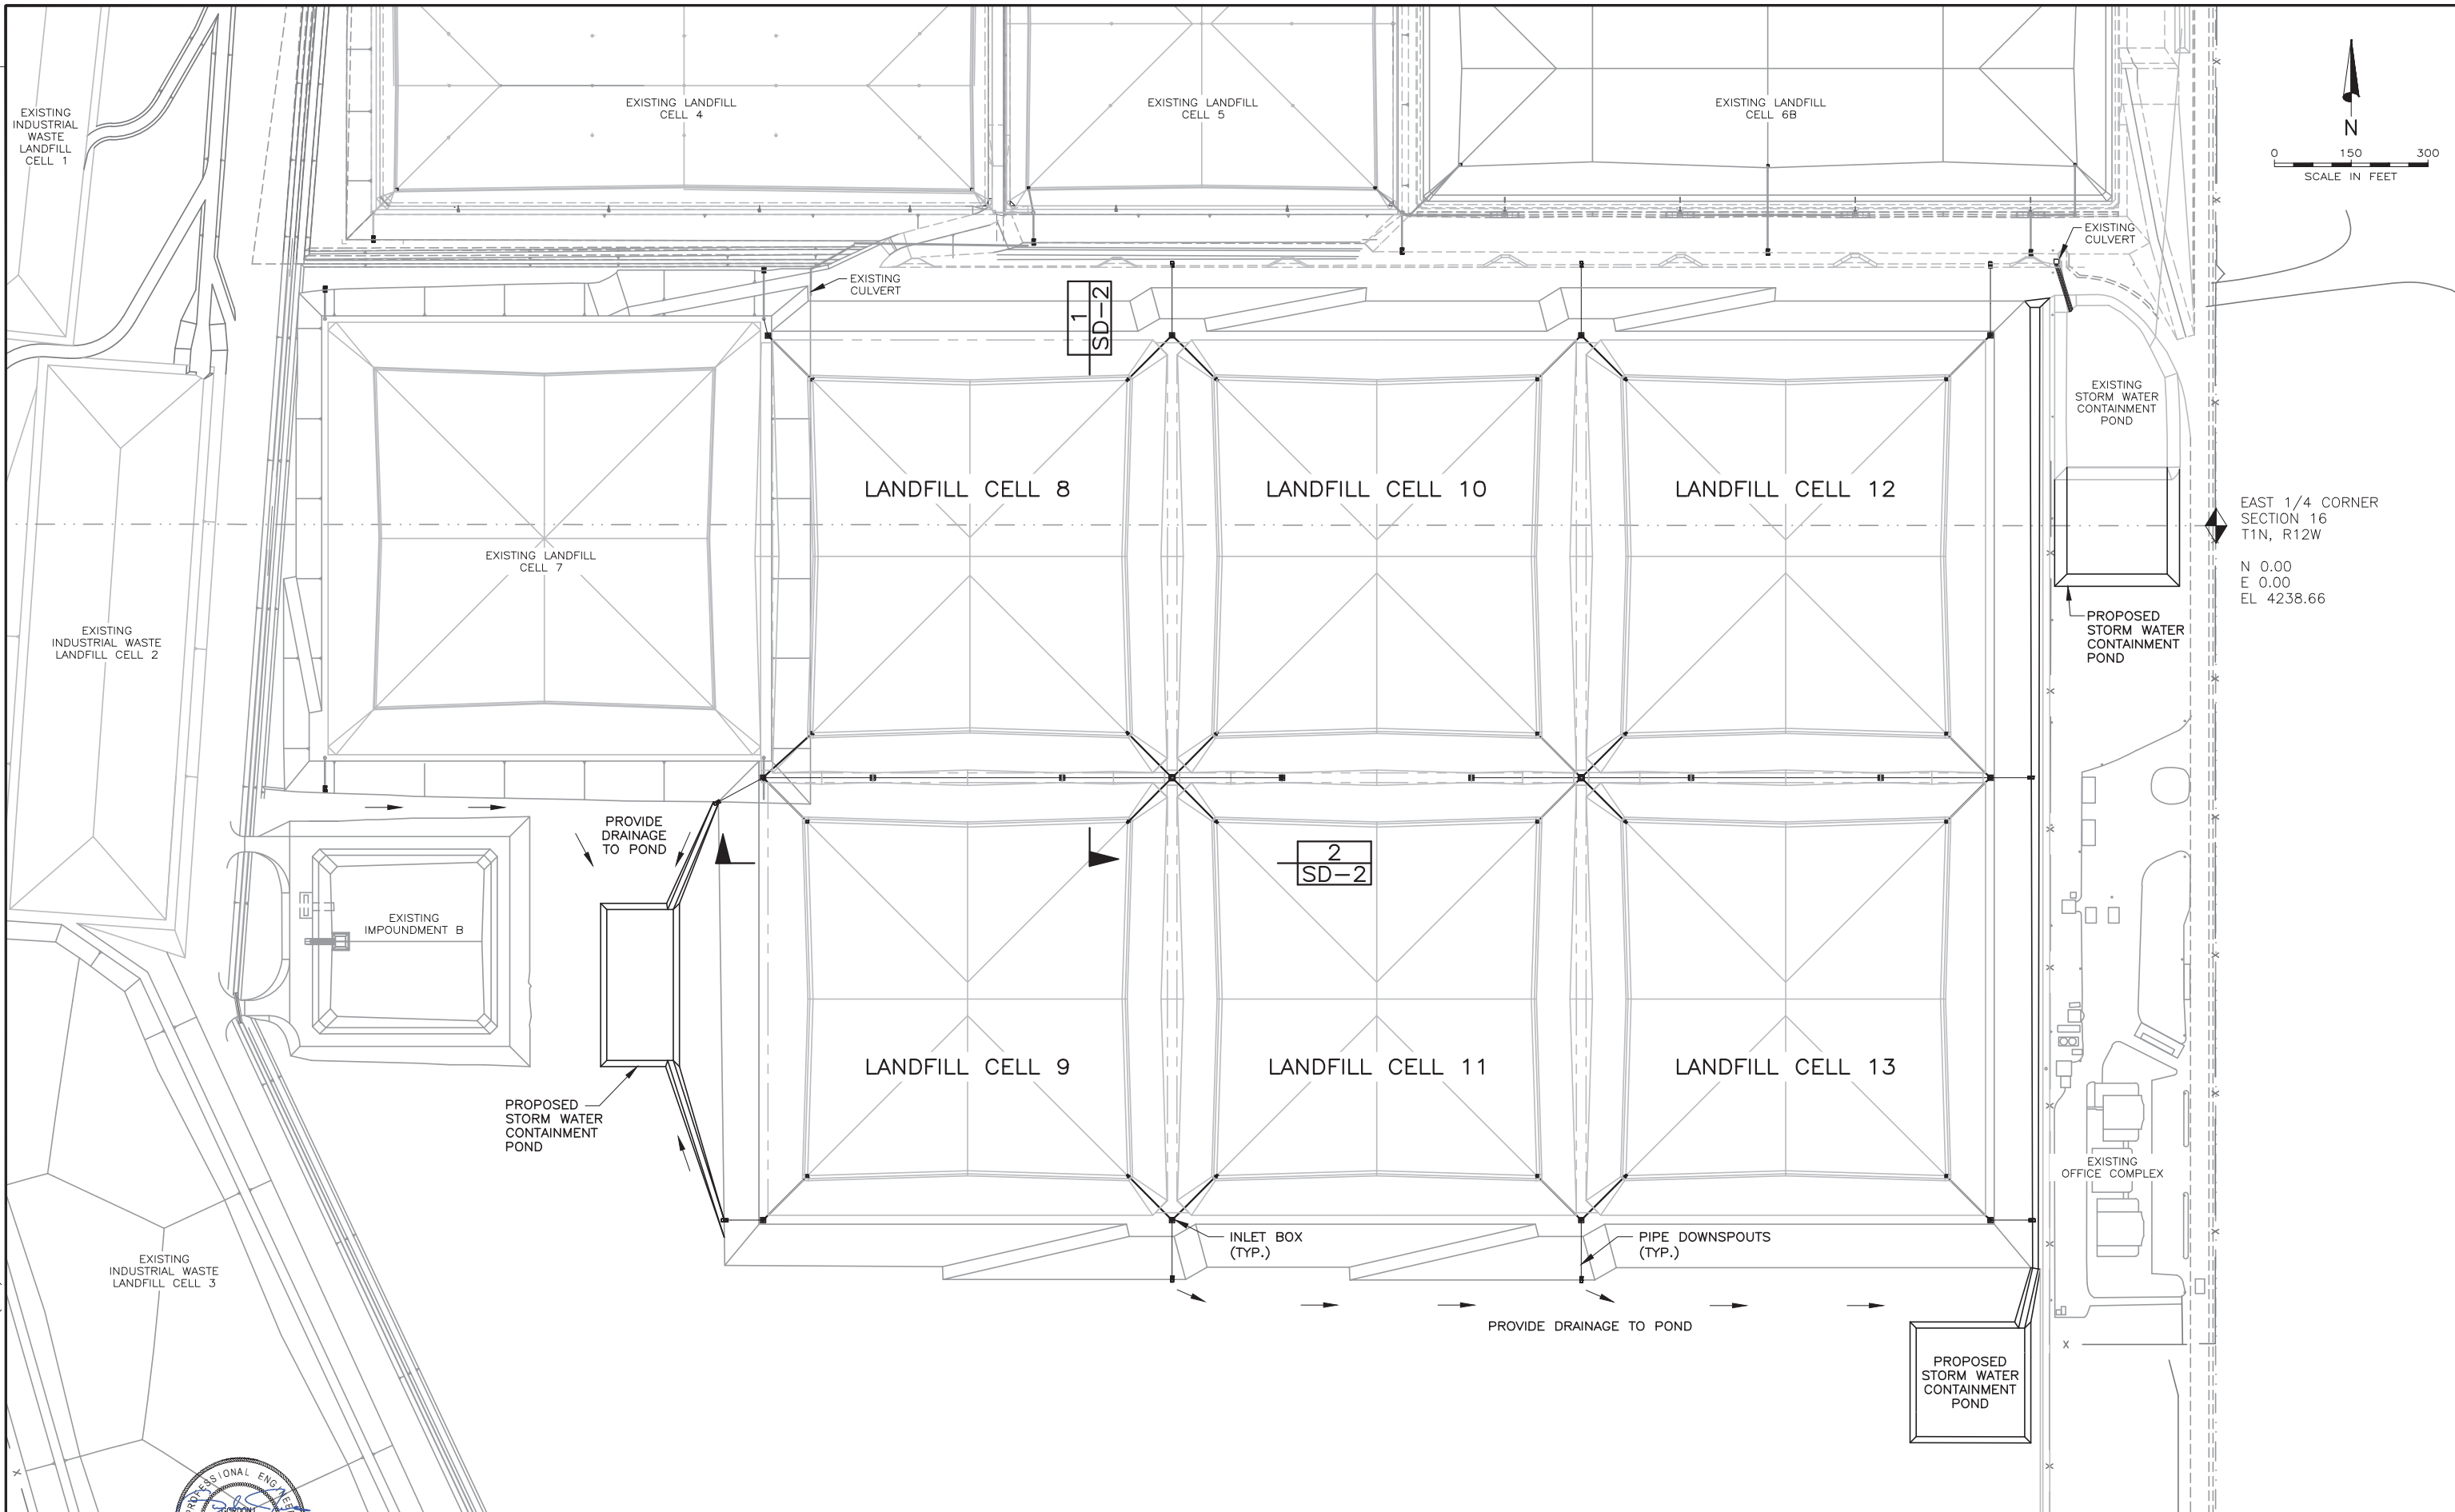 EXISTING
INDUSTRIAL
WASTE
LANDFILL
CELL 1
EXISTING LANDFILL
CELL 4
EXISTING LANDFILL
CELL 5
EXISTING LANDFILL
CELL 6B
N
0 150 300
SCALE IN FEET
EXISTING
CULVERT
EXISTING
CULVERT
1
SD-2
EXISTING
STORM WATER
CONTAINMENT
POND
LANDFILL CELL 8
LANDFILL CELL 10
LANDFILL CELL 12
EAST 1/4 CORNER
SECTION 16
T1N, R12W
N 0.00
E 0.00
EL 4238.66
EXISTING LANDFILL
CELL 7
EXISTING
INDUSTRIAL WASTE
LANDFILL CELL 2
PROPOSED
STORM WATER
CONTAINMENT
POND
PROVIDE
DRAINAGE
TO POND
2
SD-2
EXISTING
IMPOUNDMENT B
LANDFILL CELL 9
LANDFILL CELL 11
LANDFILL CELL 13
PROPOSED
STORM WATER
CONTAINMENT
POND
EXISTING
OFFICE COMPLEX
INLET BOX
(TYP.)
PIPE DOWNSPOUTS
(TYP.)
EXISTING
INDUSTRIAL WASTE
LANDFILL CELL 3
PROVIDE DRAINAGE TO POND
PROPOSED
STORM WATER
CONTAINMENT
POND